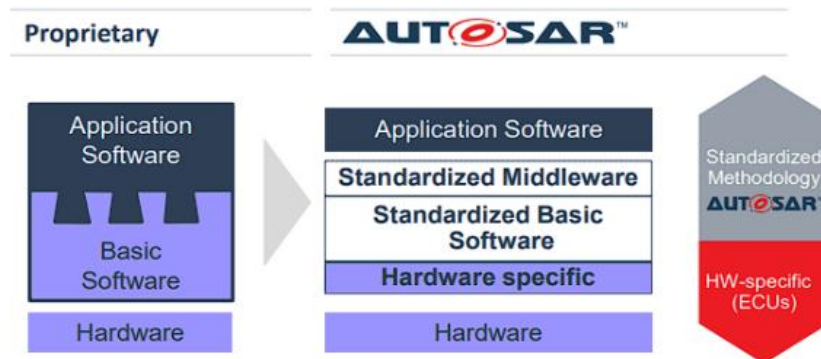 Proprietary
AUTOSAR™
Application
Software
Basic
Software
Hardware
Application Software
Standardized Middleware
Standardized Basic
Software
Hardware specific
Hardware
Standardized
Methodology
AUTOSAR™
HW-specific
(ECUs)